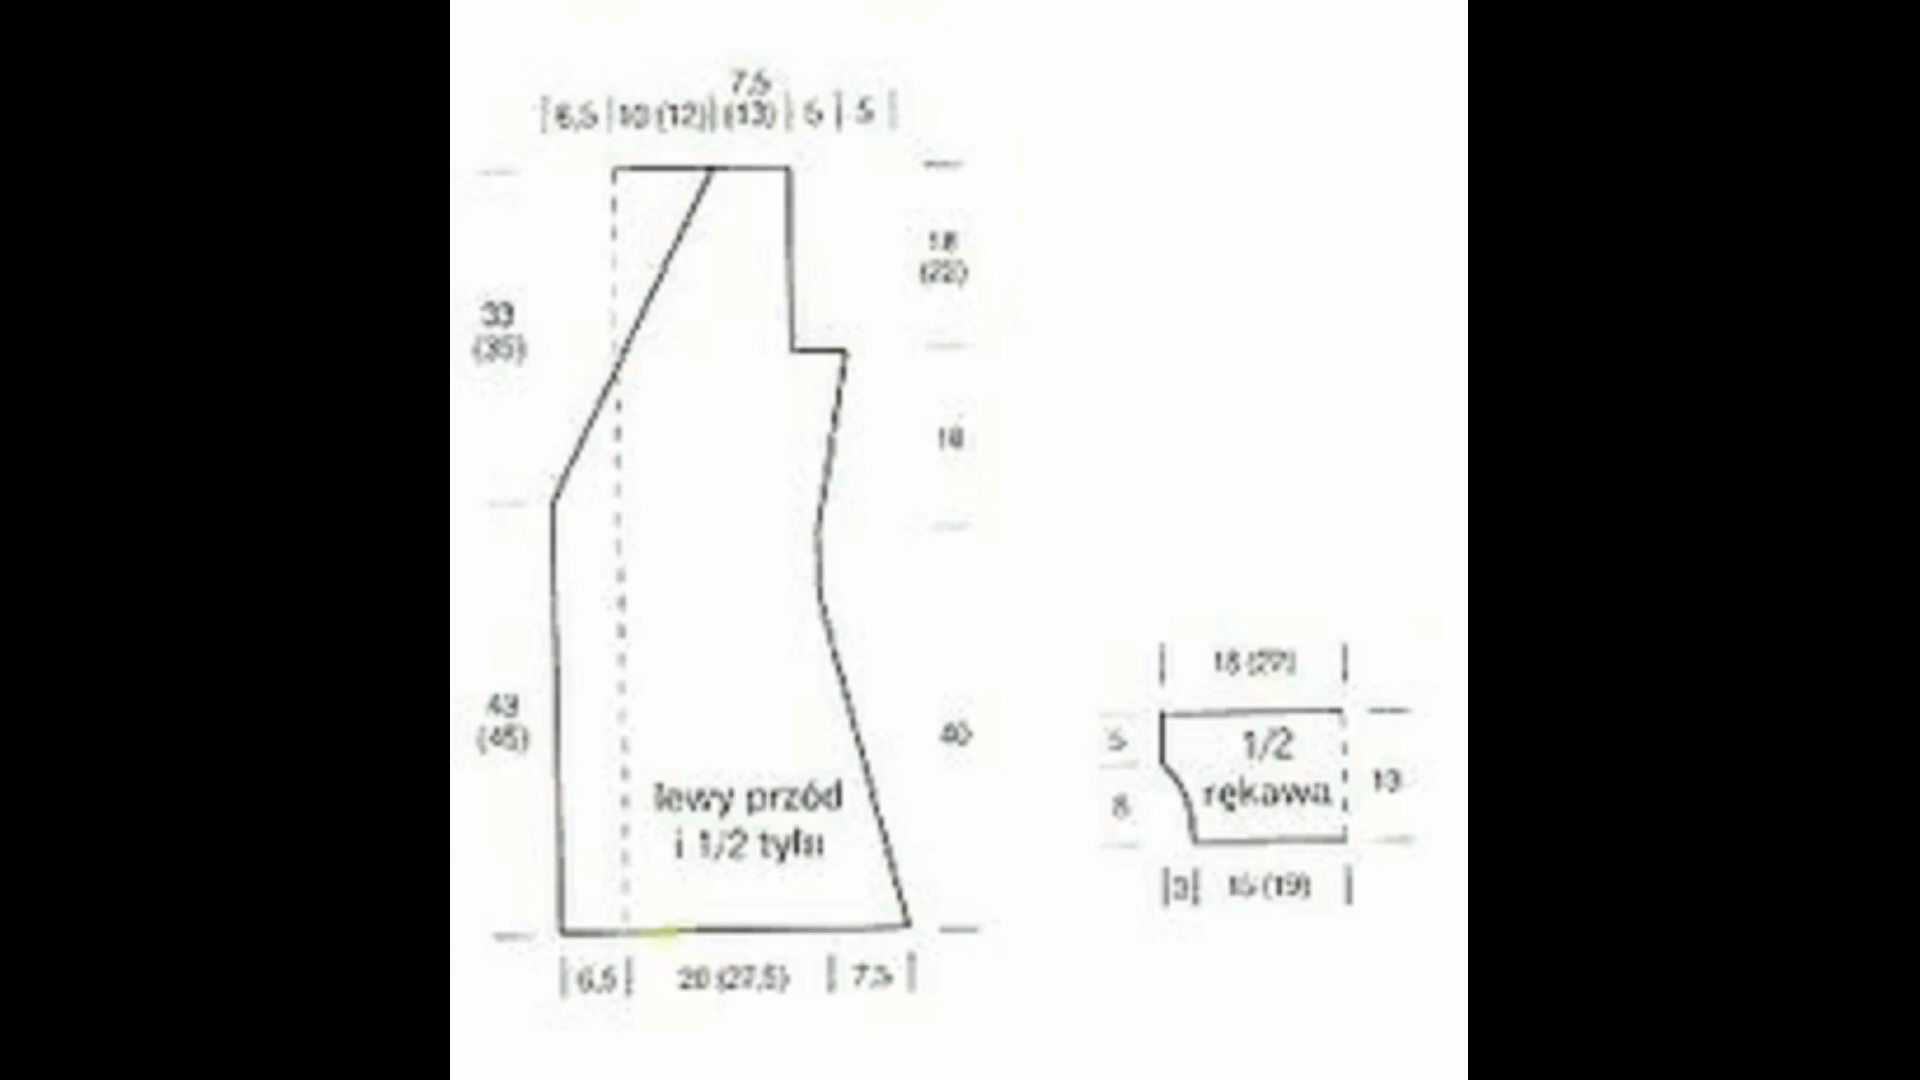 7,5
6,5 10 (12) (13) 5 5
18
(22)
33
(35)
18
43
(45)
40
lewy przód
i 1/2 tyłu
6,5 20 (27,5) 7,5
18 (22)
5
1/2
rękawa
13
8
3 15 (19)